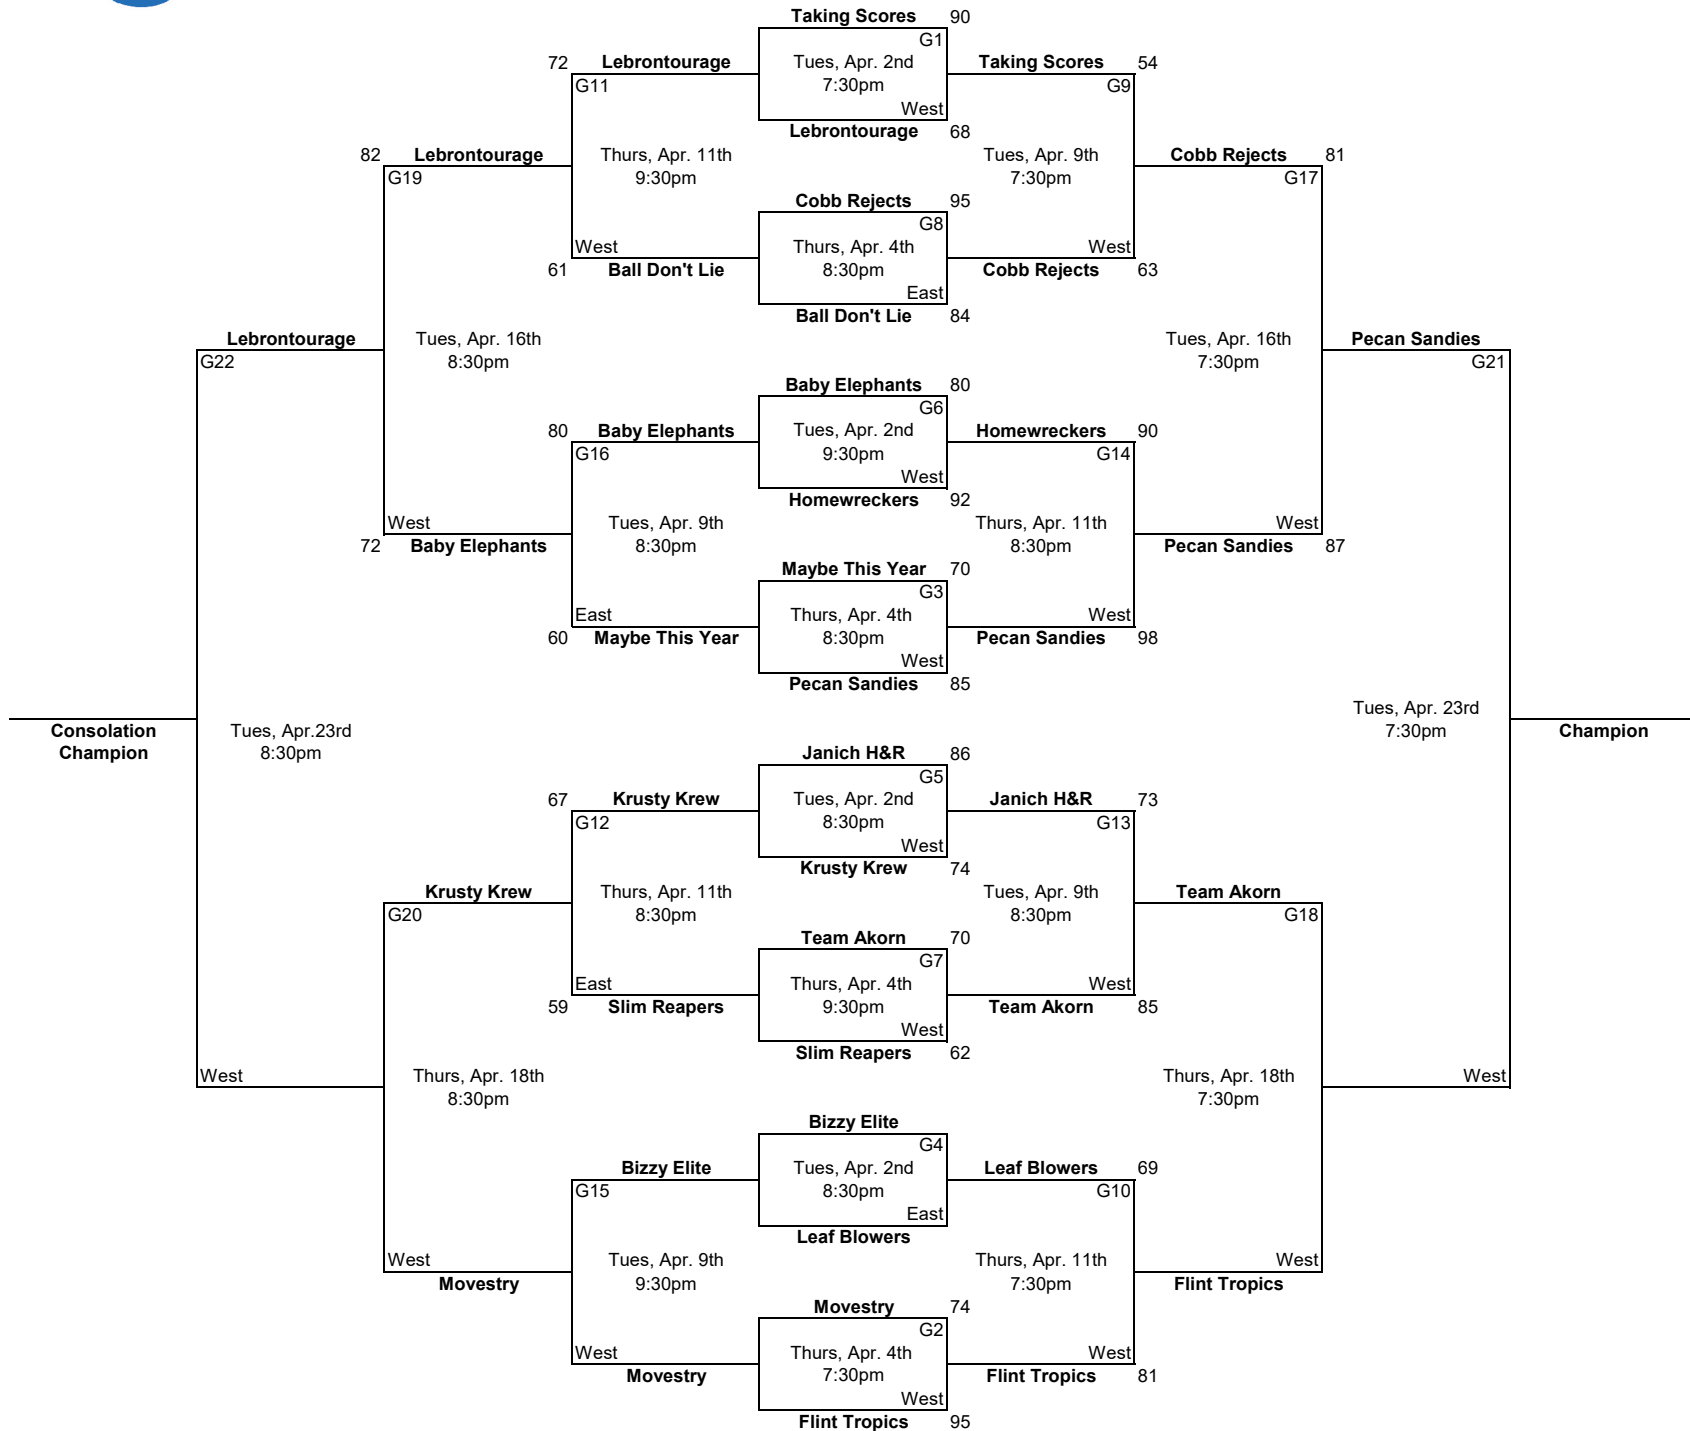 Taking Scores 90
G1
72 Lebrontourage Tues, Apr. 2nd Taking Scores 54
G11 7:30pm G9
West
Lebrontourage 68
82 Lebrontourage Thurs, Apr. 11th Tues, Apr. 9th Cobb Rejects 81
G19 9:30pm 7:30pm G17
Cobb Rejects 95
G8
West Thurs, Apr. 4th West
61 Ball Don't Lie 8:30pm Cobb Rejects 63
East
Ball Don't Lie 84
Lebrontourage Tues, Apr. 16th Tues, Apr. 16th Pecan Sandies
G22 8:30pm 7:30pm G21
Baby Elephants 80
G6
80 Baby Elephants Tues, Apr. 2nd Homewreckers 90
G16 9:30pm G14
West
Homewreckers 92
West Tues, Apr. 9th Thurs, Apr. 11th West
72 Baby Elephants 8:30pm 8:30pm Pecan Sandies 87
Maybe This Year 70
G3
East Thurs, Apr. 4th West
60 Maybe This Year 8:30pm Pecan Sandies 98
West
Pecan Sandies 85
Tues, Apr. 23rd
Consolation Tues, Apr.23rd 7:30pm Champion
Champion 8:30pm
Janich H&R 86
G5
67 Krusty Krew Tues, Apr. 2nd Janich H&R 73
G12 8:30pm G13
West
Krusty Krew 74
Krusty Krew Thurs, Apr. 11th Tues, Apr. 9th Team Akorn
G20 8:30pm 8:30pm G18
Team Akorn 70
G7
East Thurs, Apr. 4th West
59 Slim Reapers 9:30pm Team Akorn 85
West
Slim Reapers 62
West Thurs, Apr. 18th Thurs, Apr. 18th West
8:30pm 7:30pm
Bizzy Elite
G4
Bizzy Elite Tues, Apr. 2nd Leaf Blowers 69
G15 8:30pm G10
East
Leaf Blowers
West Tues, Apr. 9th Thurs, Apr. 11th West
Movestry 9:30pm 7:30pm Flint Tropics
Movestry 74
G2
West Thurs, Apr. 4th West
Movestry 7:30pm Flint Tropics 81
West
Flint Tropics 95